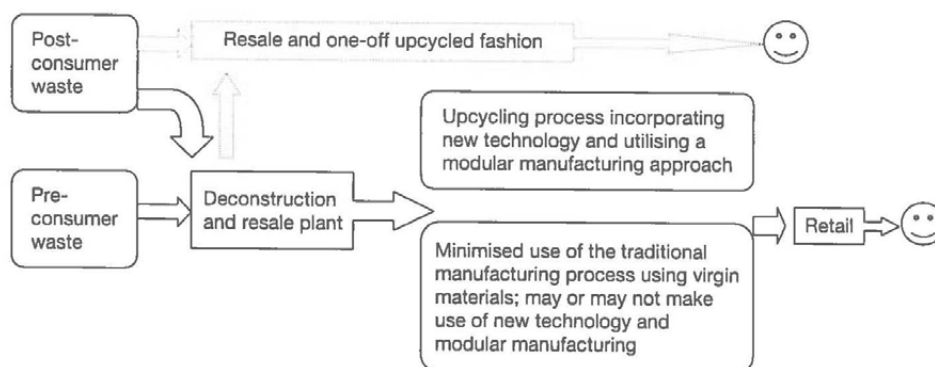 Post-
consumer
waste
Resale and one-off upcycled fashion
Upcycling process incorporating
new technology and utilising a
modular manufacturing approach
Pre-
consumer
waste
Deconstruction
and resale plant
Minimised use of the traditional
manufacturing process using virgin
materials; may or may not make
use of new technology and
modular manufacturing
Retail